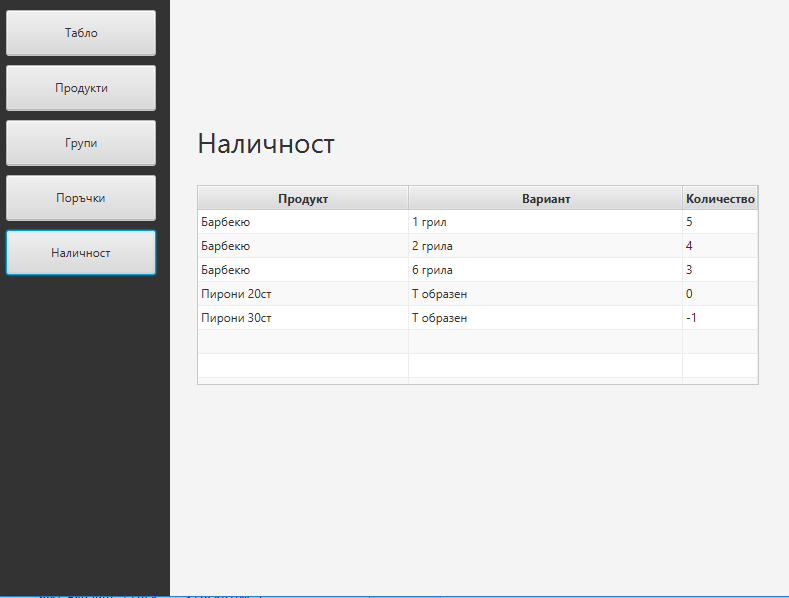 Табло
Продукти
Групи
Поръчки
Наличност
Наличност
Продукт Вариант Количество
Барбекю 1 грил 5
Барбекю 2 грила 4
Барбекю 6 грила 3
Пирони 20ст Т образен 0
Пирони 30ст Т образен -1